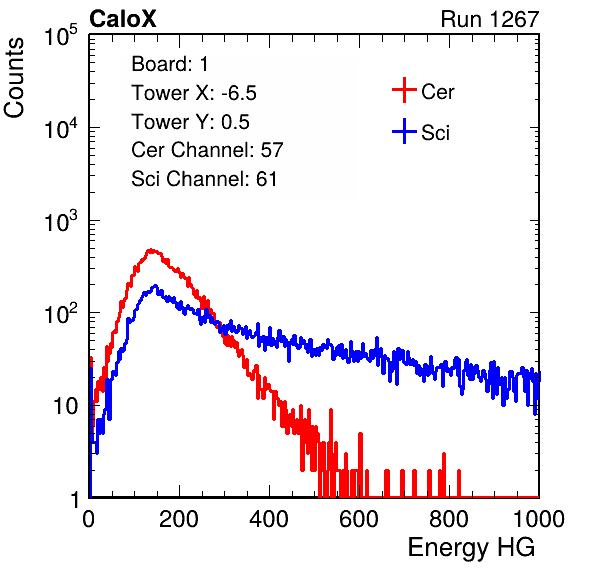 CaloX
Run 1267
Counts
10^5
10^4
10^3
10^2
10
1
Board: 1
Tower X: -6.5
Tower Y: 0.5
Cer Channel: 57
Sci Channel: 61
Cer
Sci
0 200 400 600 800 1000
Energy HG